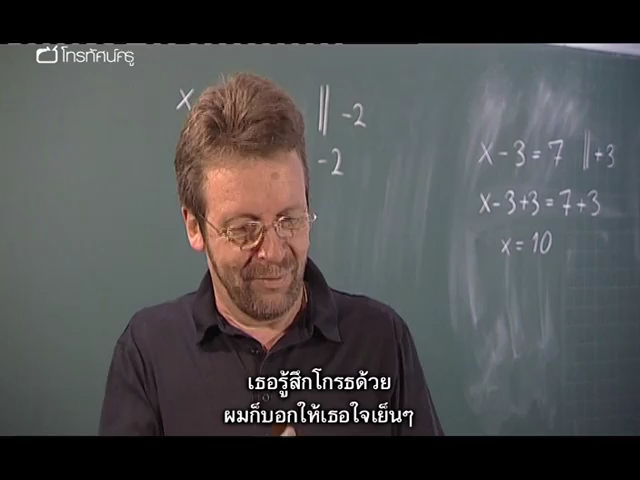 โทรทัศน์ครู
x
|| -2
-2
x - 3 = 7 || +3
x - 3 + 3 = 7 + 3
x = 10
เธอรู้สึกโกรธด้วย
ผมก็บอกให้เธอใจเย็นๆ